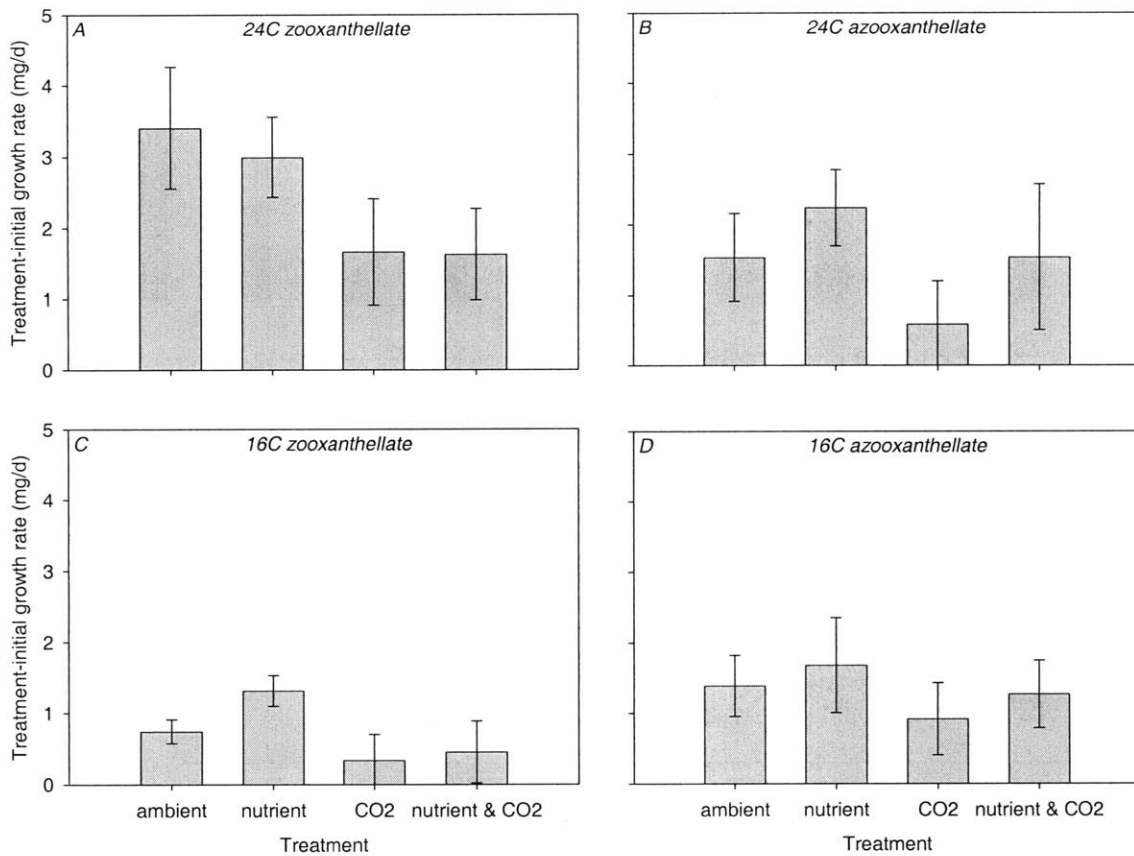 A
24C zooxanthellate
B
24C azooxanthellate
Treatment-initial growth rate (mg/d)
5
4
3
2
1
0
C
16C zooxanthellate
D
16C azooxanthellate
Treatment-initial growth rate (mg/d)
5
4
3
2
1
0
ambient nutrient CO2 nutrient & CO2
Treatment
ambient nutrient CO2 nutrient & CO2
Treatment